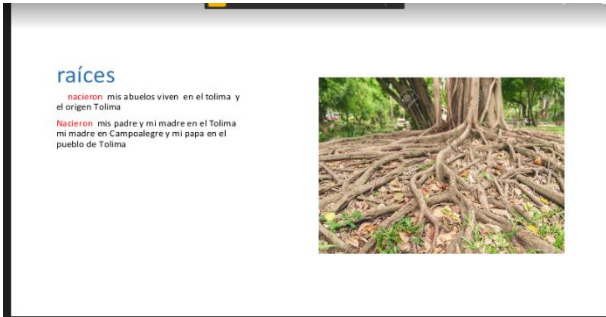 raíces
nacieron mis abuelos viven en el tolima y
el origen Tolima
Nacieron mis padre y mi madre en el Tolima
mi madre en Campoalegre y mi papa en el
pueblo de Tolima